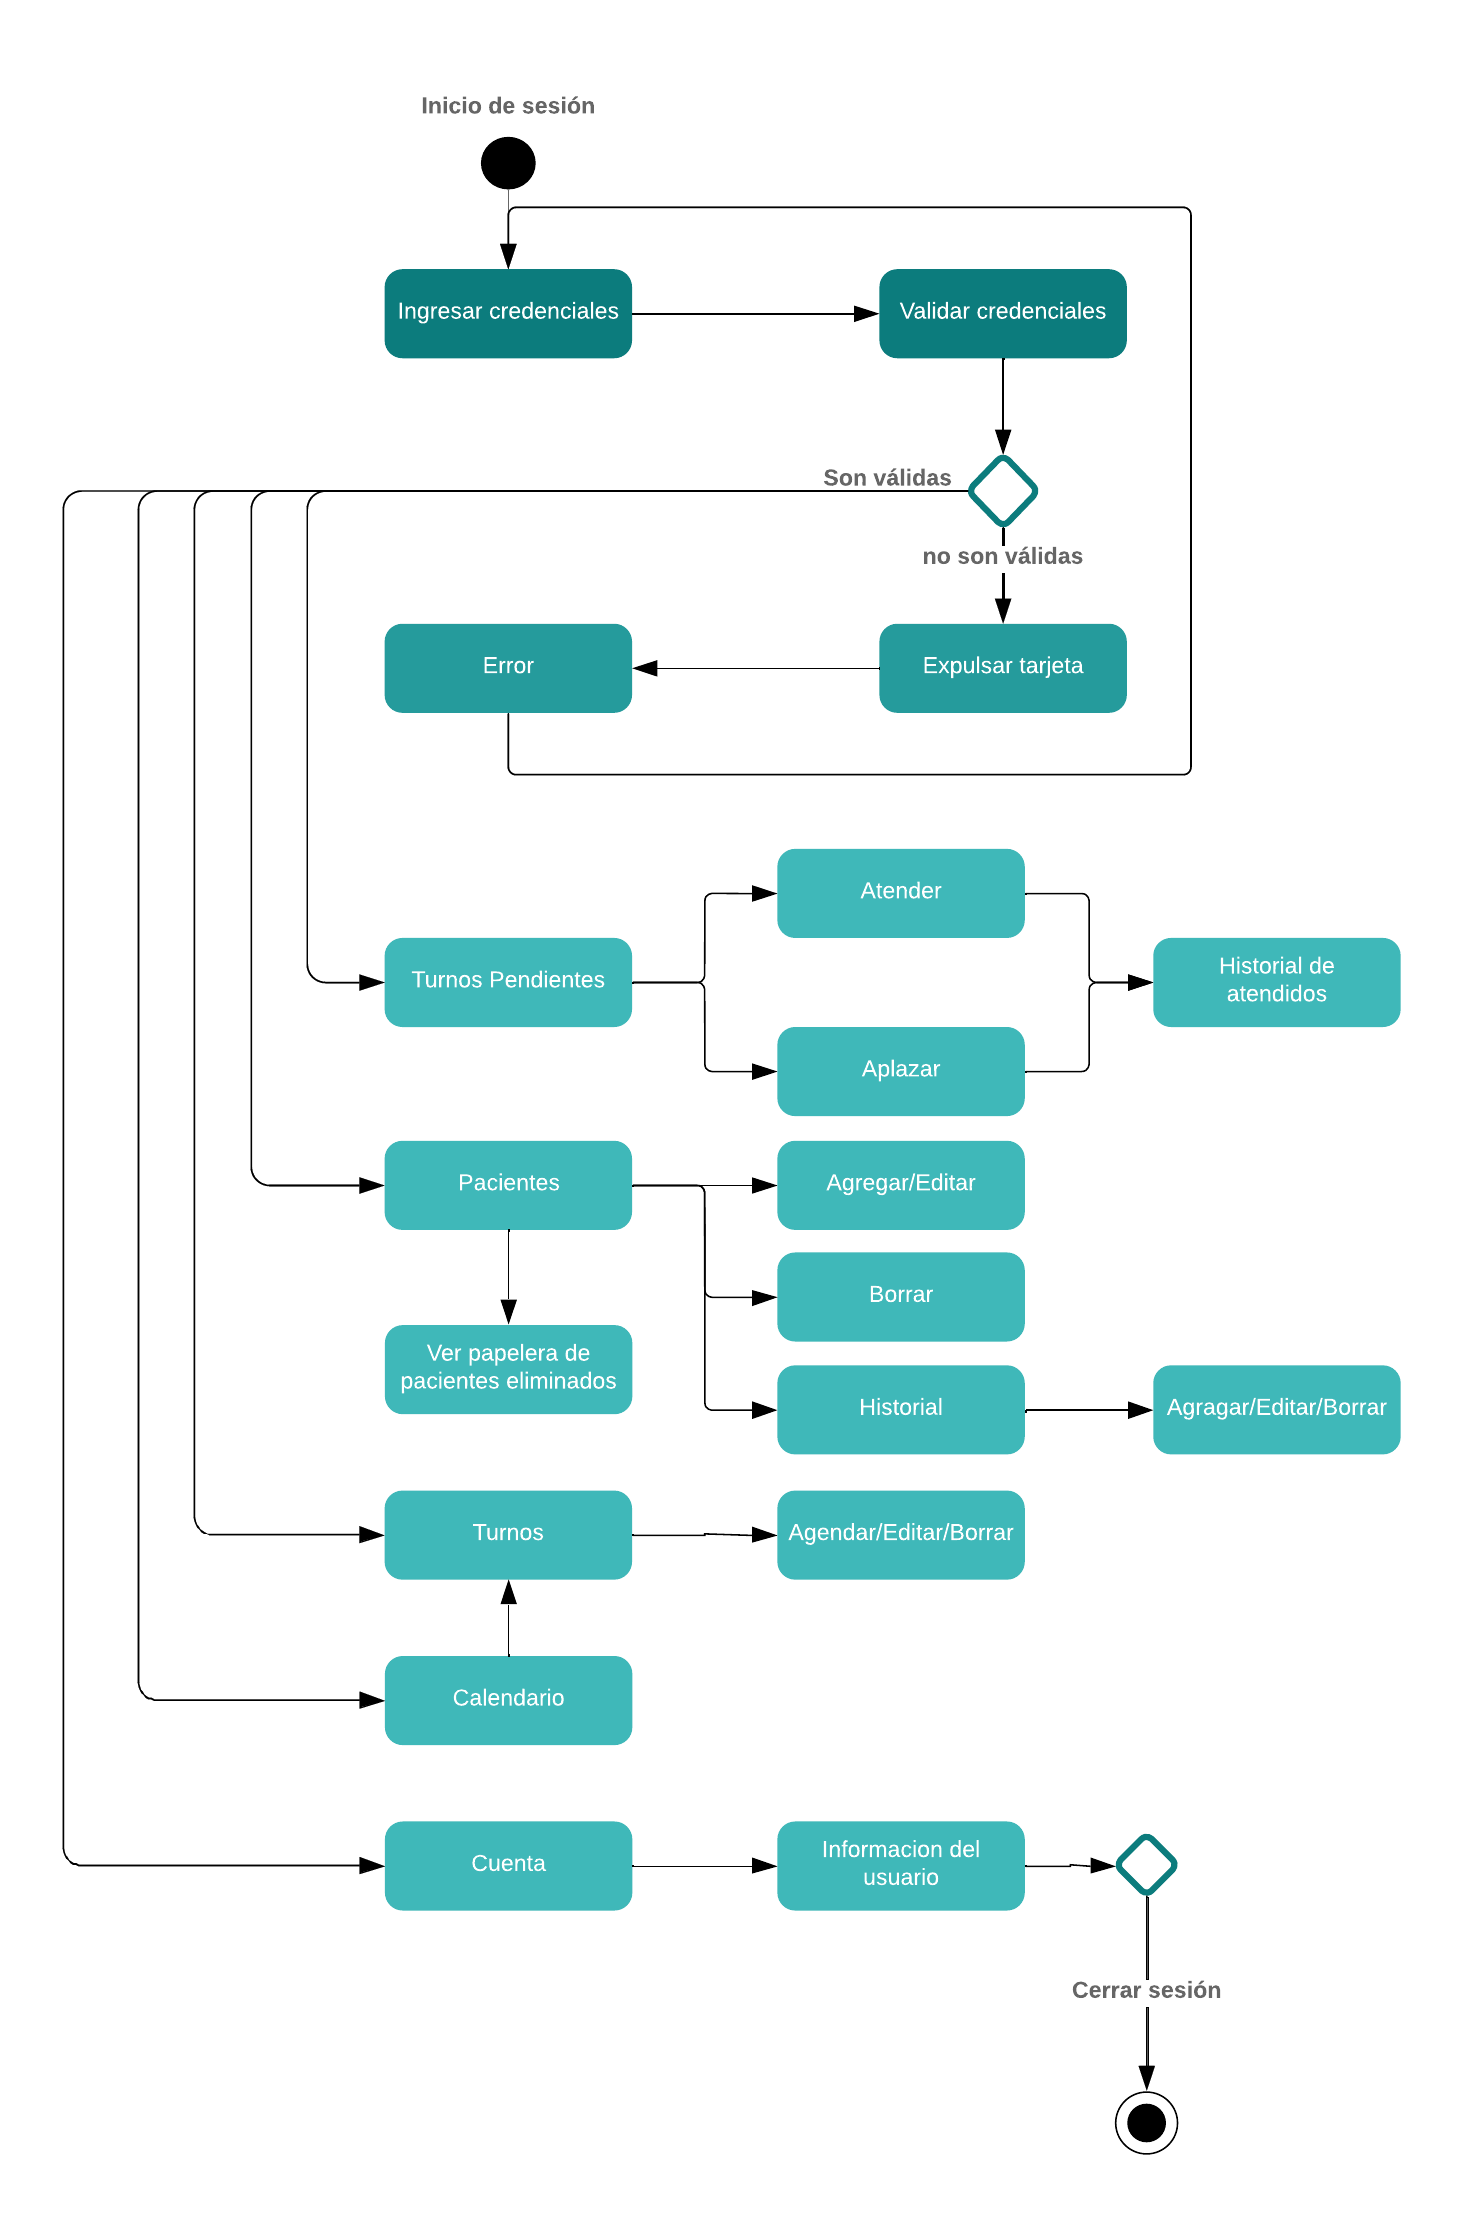 Inicio de sesión
Ingresar credenciales
Validar credenciales
Son válidas
no son válidas
Error
Expulsar tarjeta
Atender
Turnos Pendientes
Historial de
atendidos
Aplazar
Pacientes
Agregar/Editar
Borrar
Ver papelera de
pacientes eliminados
Historial
Agragar/Editar/Borrar
Turnos
Agendar/Editar/Borrar
Calendario
Cuenta
Informacion del
usuario
Cerrar sesión